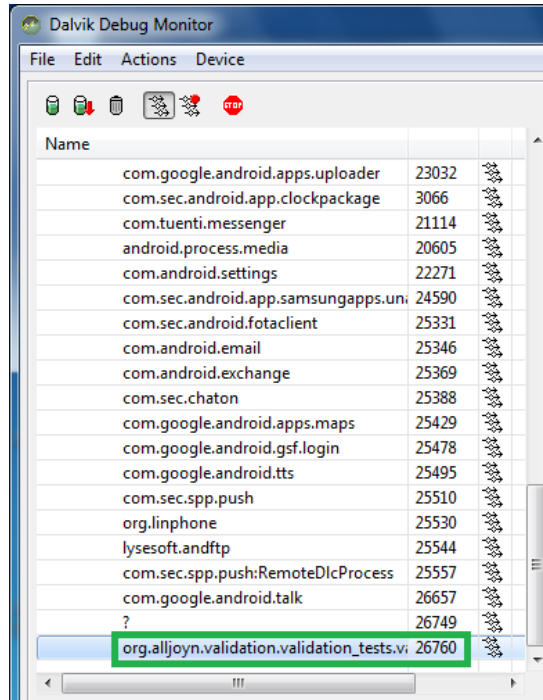 Dalvik Debug Monitor
File Edit Actions Device
STOP
Name
com.google.android.apps.uploader 23032
com.sec.android.app.clockpackage 3066
com.tuenti.messenger 21114
android.process.media 20605
com.android.settings 22271
com.sec.android.app.samsungapps.una 24590
com.sec.android.fotaclient 25331
com.android.email 25346
com.android.exchange 25369
com.sec.chaton 25388
com.google.android.apps.maps 25429
com.google.android.gsf.login 25478
com.google.android.tts 25495
com.sec.spp.push 25510
org.linphone 25530
lysesoft.andftp 25544
com.sec.spp.push:RemoteDlcProcess 25557
com.google.android.talk 26657
? 26749
org.alljoyn.validation.validation_tests.va 26760